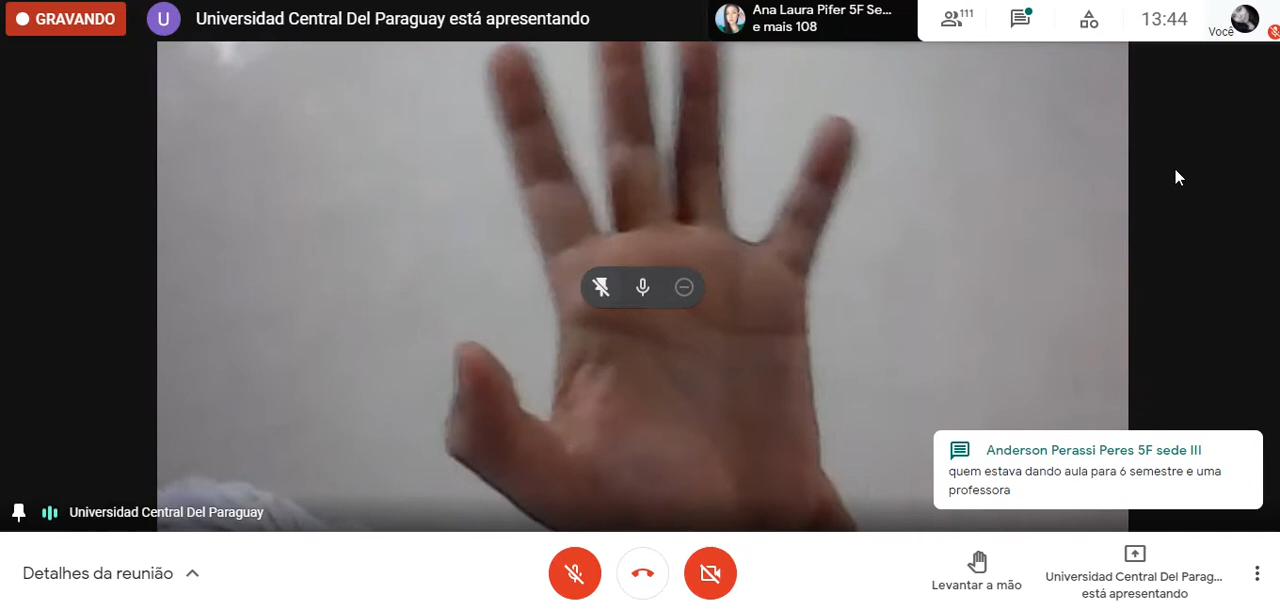 GRAVANDO
U
Universidad Central Del Paraguay está apresentando
Ana Laura Pifer 5F Se...
e mais 108
111
13:44
Você
Anderson Perassi Peres 5F sede III
quem estava dando aula para 6 semestre e uma
professora
Universidad Central Del Paraguay
Detalhes da reunião
Levantar a mão
Universidad Central Del Parag...
está apresentando